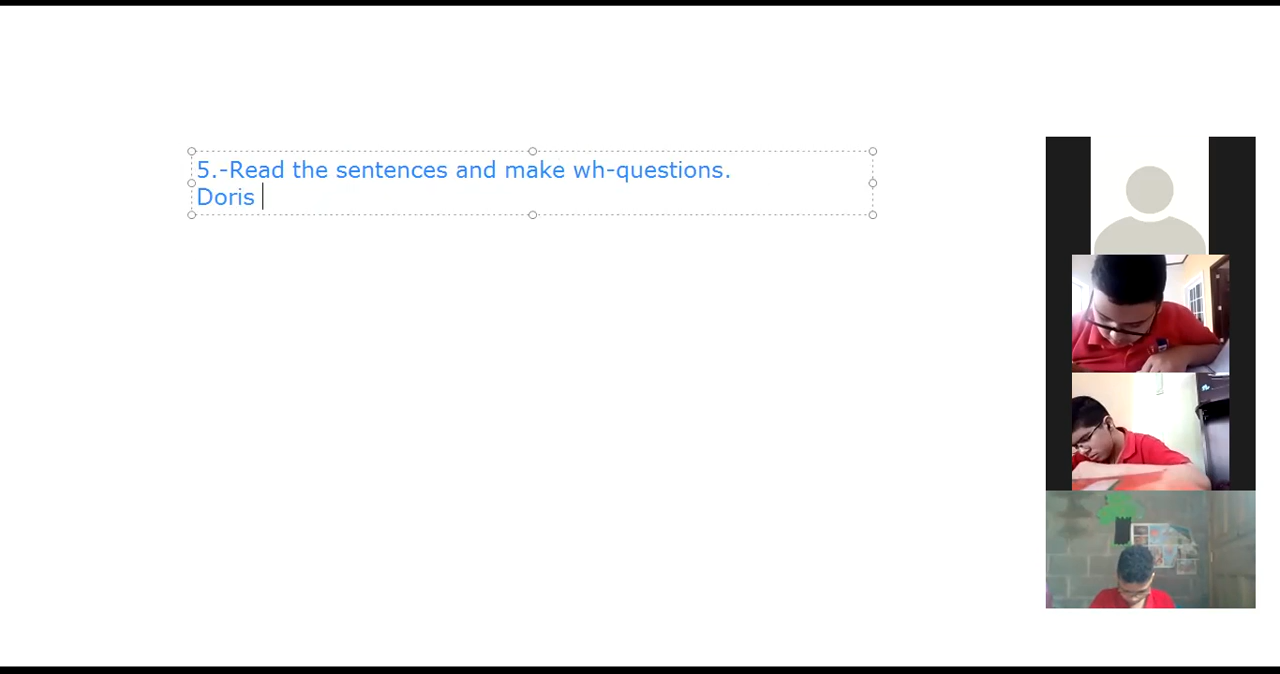 5.-Read the sentences and make wh-questions.
Doris